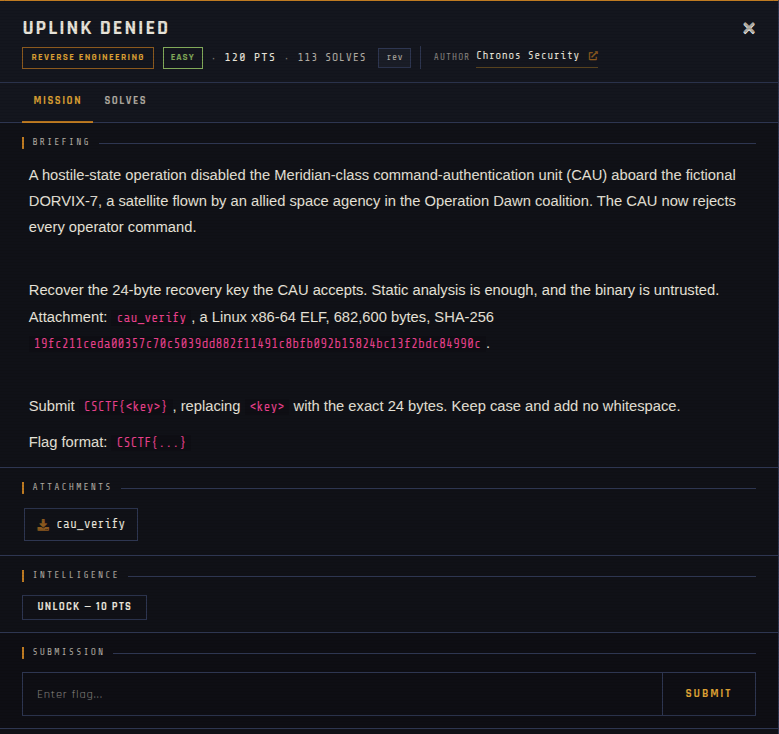 UPLINK DENIED
REVERSE ENGINEERING EASY · 120 PTS · 113 SOLVES rev AUTHOR Chronos Security
MISSION SOLVES
BRIEFING
A hostile-state operation disabled the Meridian-class command-authentication unit (CAU) aboard the fictional
DORVIX-7, a satellite flown by an allied space agency in the Operation Dawn coalition. The CAU now rejects
every operator command.
Recover the 24-byte recovery key the CAU accepts. Static analysis is enough, and the binary is untrusted.
Attachment: cau_verify , a Linux x86-64 ELF, 682,600 bytes, SHA-256
19fc211ceda00357c70c5039dd882f11491c8bfb092b15824bc13f2bdc84990c .
Submit CSCTF{<key>} , replacing <key> with the exact 24 bytes. Keep case and add no whitespace.
Flag format: CSCTF{...}
ATTACHMENTS
cau_verify
INTELLIGENCE
UNLOCK — 10 PTS
SUBMISSION
Enter flag... SUBMIT